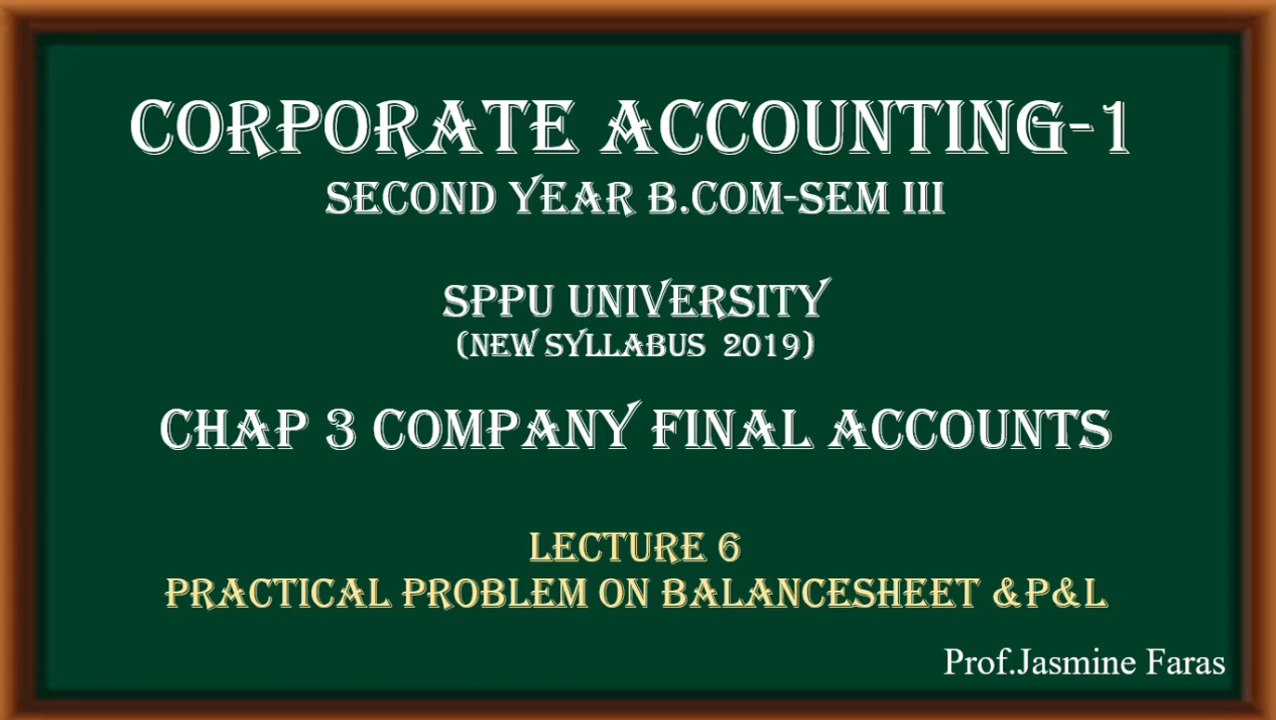 CORPORATE ACCOUNTING-1
SECOND YEAR B.COM-SEM III
SPPU UNIVERSITY
(NEW SYLLABUS 2019)
CHAP 3 COMPANY FINAL ACCOUNTS
LECTURE 6
PRACTICAL PROBLEM ON BALANCESHEET &P&L
Prof.Jasmine Faras